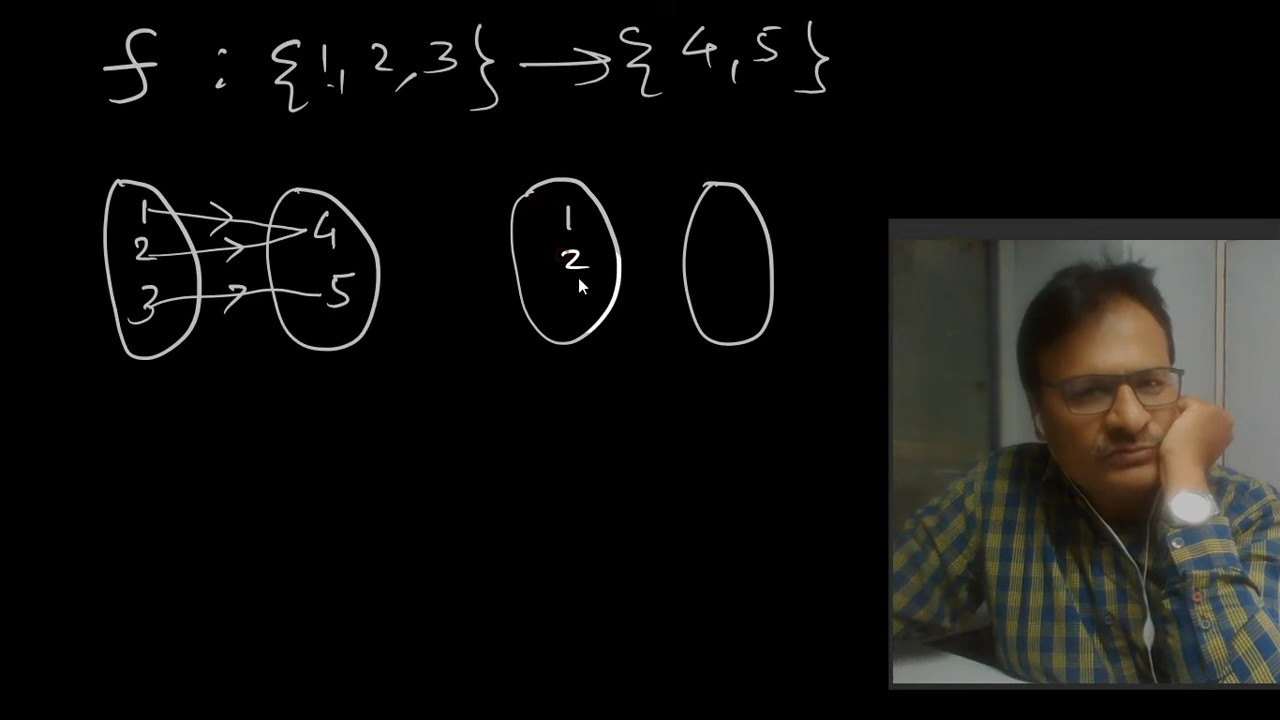 f : {1, 2, 3} → {4, 5}
1 4 1
2 2
3 5